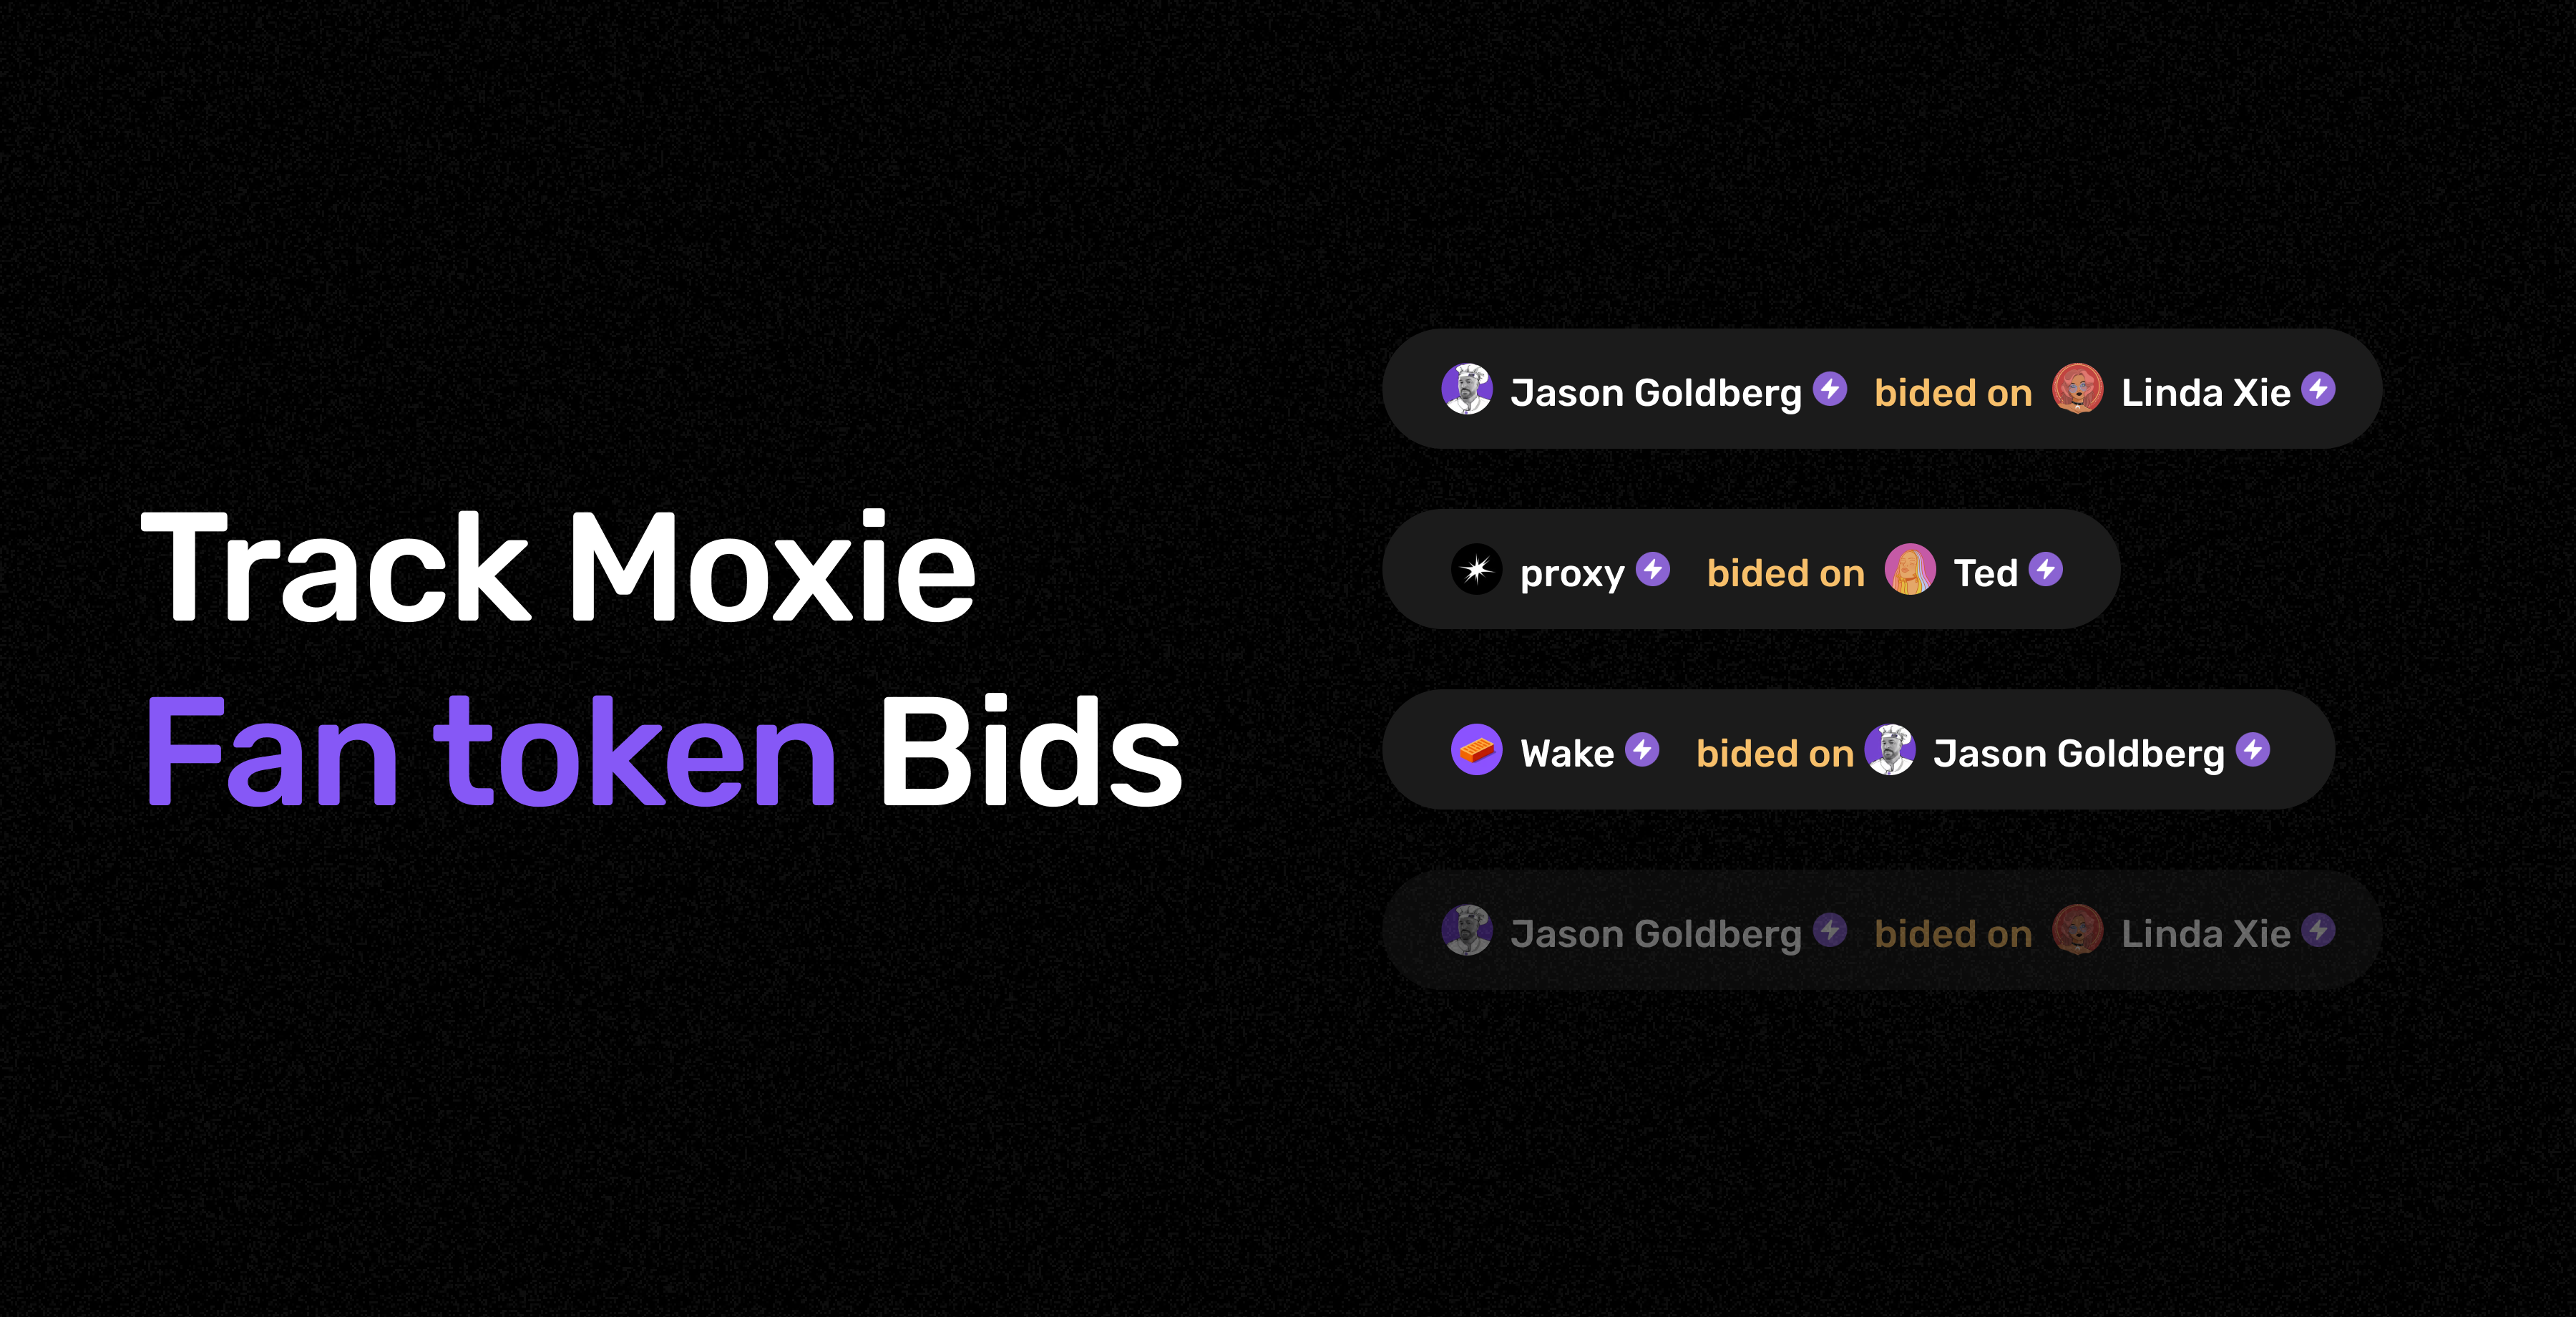 Track Moxie
Fan token Bids
Jason Goldberg bided on Linda Xie
proxy bided on Ted
Wake bided on Jason Goldberg
Jason Goldberg bided on Linda Xie